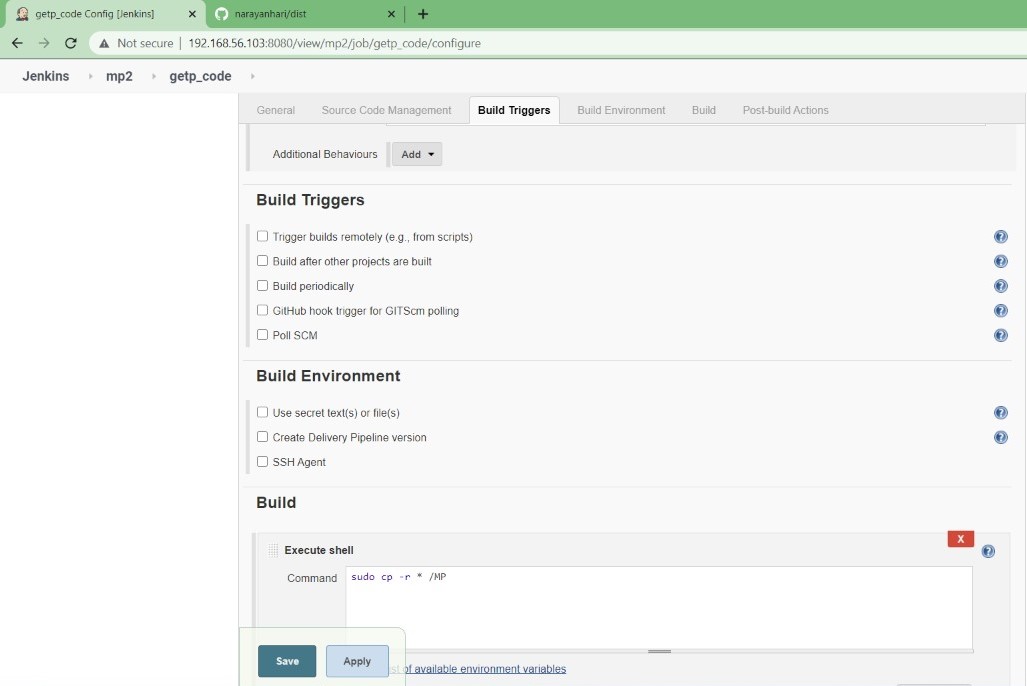 getp_code Config [Jenkins]
narayanhari/dist
Not secure | 192.168.56.103:8080/view/mp2/job/getp_code/configure
Jenkins mp2 getp_code
General Source Code Management Build Triggers Build Environment Build Post-build Actions
Additional Behaviours Add
Build Triggers
Trigger builds remotely (e.g., from scripts)
Build after other projects are built
Build periodically
GitHub hook trigger for GITScm polling
Poll SCM
Build Environment
Use secret text(s) or file(s)
Create Delivery Pipeline version
SSH Agent
Build
X
Execute shell
Command sudo cp -r * /MP
Save Apply
of available environment variables